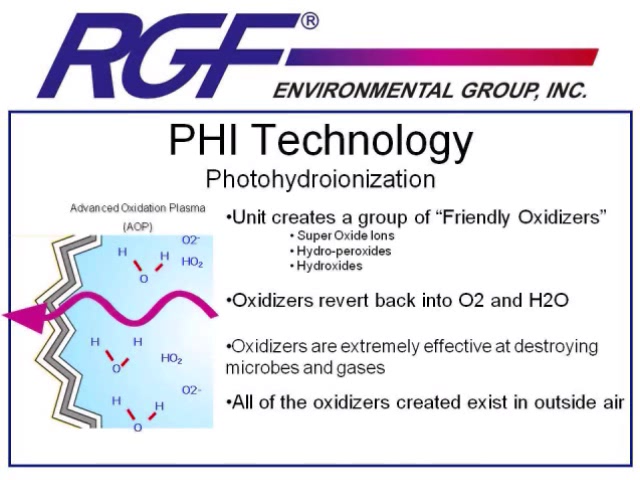 RGF®
ENVIRONMENTAL GROUP, INC.
PHI Technology
Photohydroionization
Advanced Oxidation Plasma
(AOP)
•Unit creates a group of “Friendly Oxidizers”
• Super Oxide Ions
• Hydro-peroxides
• Hydroxides
•Oxidizers revert back into O2 and H2O
•Oxidizers are extremely effective at destroying
microbes and gases
•All of the oxidizers created exist in outside air
O2-
H H HO2
O
H H
HO2
O
O2-
H H
O